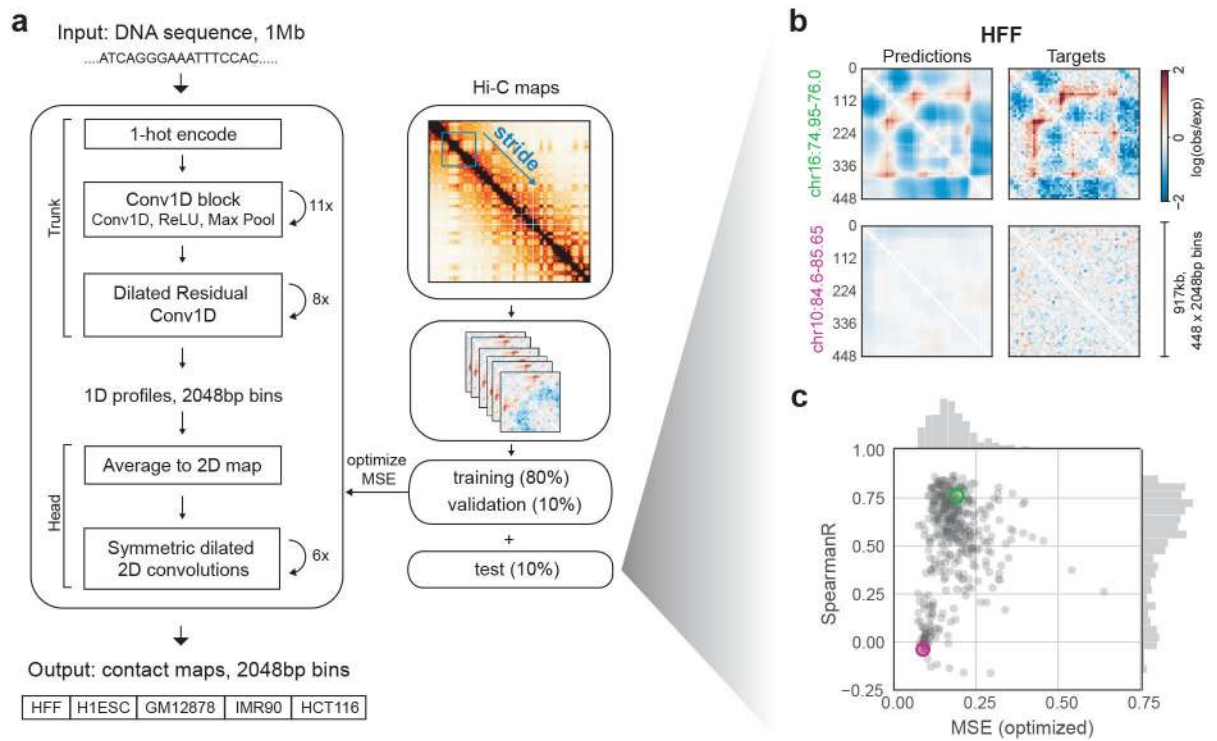 a
Input: DNA sequence, 1Mb
....ATCAGGGAAATTTCCAC.....
Trunk
1-hot encode
Conv1D block
Conv1D, ReLU, Max Pool
11x
Dilated Residual
Conv1D
8x
1D profiles, 2048bp bins
Head
Average to 2D map
Symmetric dilated
2D convolutions
6x
Output: contact maps, 2048bp bins
HFF H1ESC GM12878 IMR90 HCT116
Hi-C maps
stride
optimize
MSE
training (80%)
validation (10%)
+
test (10%)
b
HFF
Predictions Targets
chr16:74.95-76.0
0
112
224
336
448
2
0
−2
log(obs/exp)
chr10:84.6-85.65
0
112
224
336
448
917kb,
448 x 2048bp bins
c
SpearmanR
1.00
0.75
0.50
0.25
0.00
−0.25
0.00 0.25 0.50 0.75
MSE (optimized)